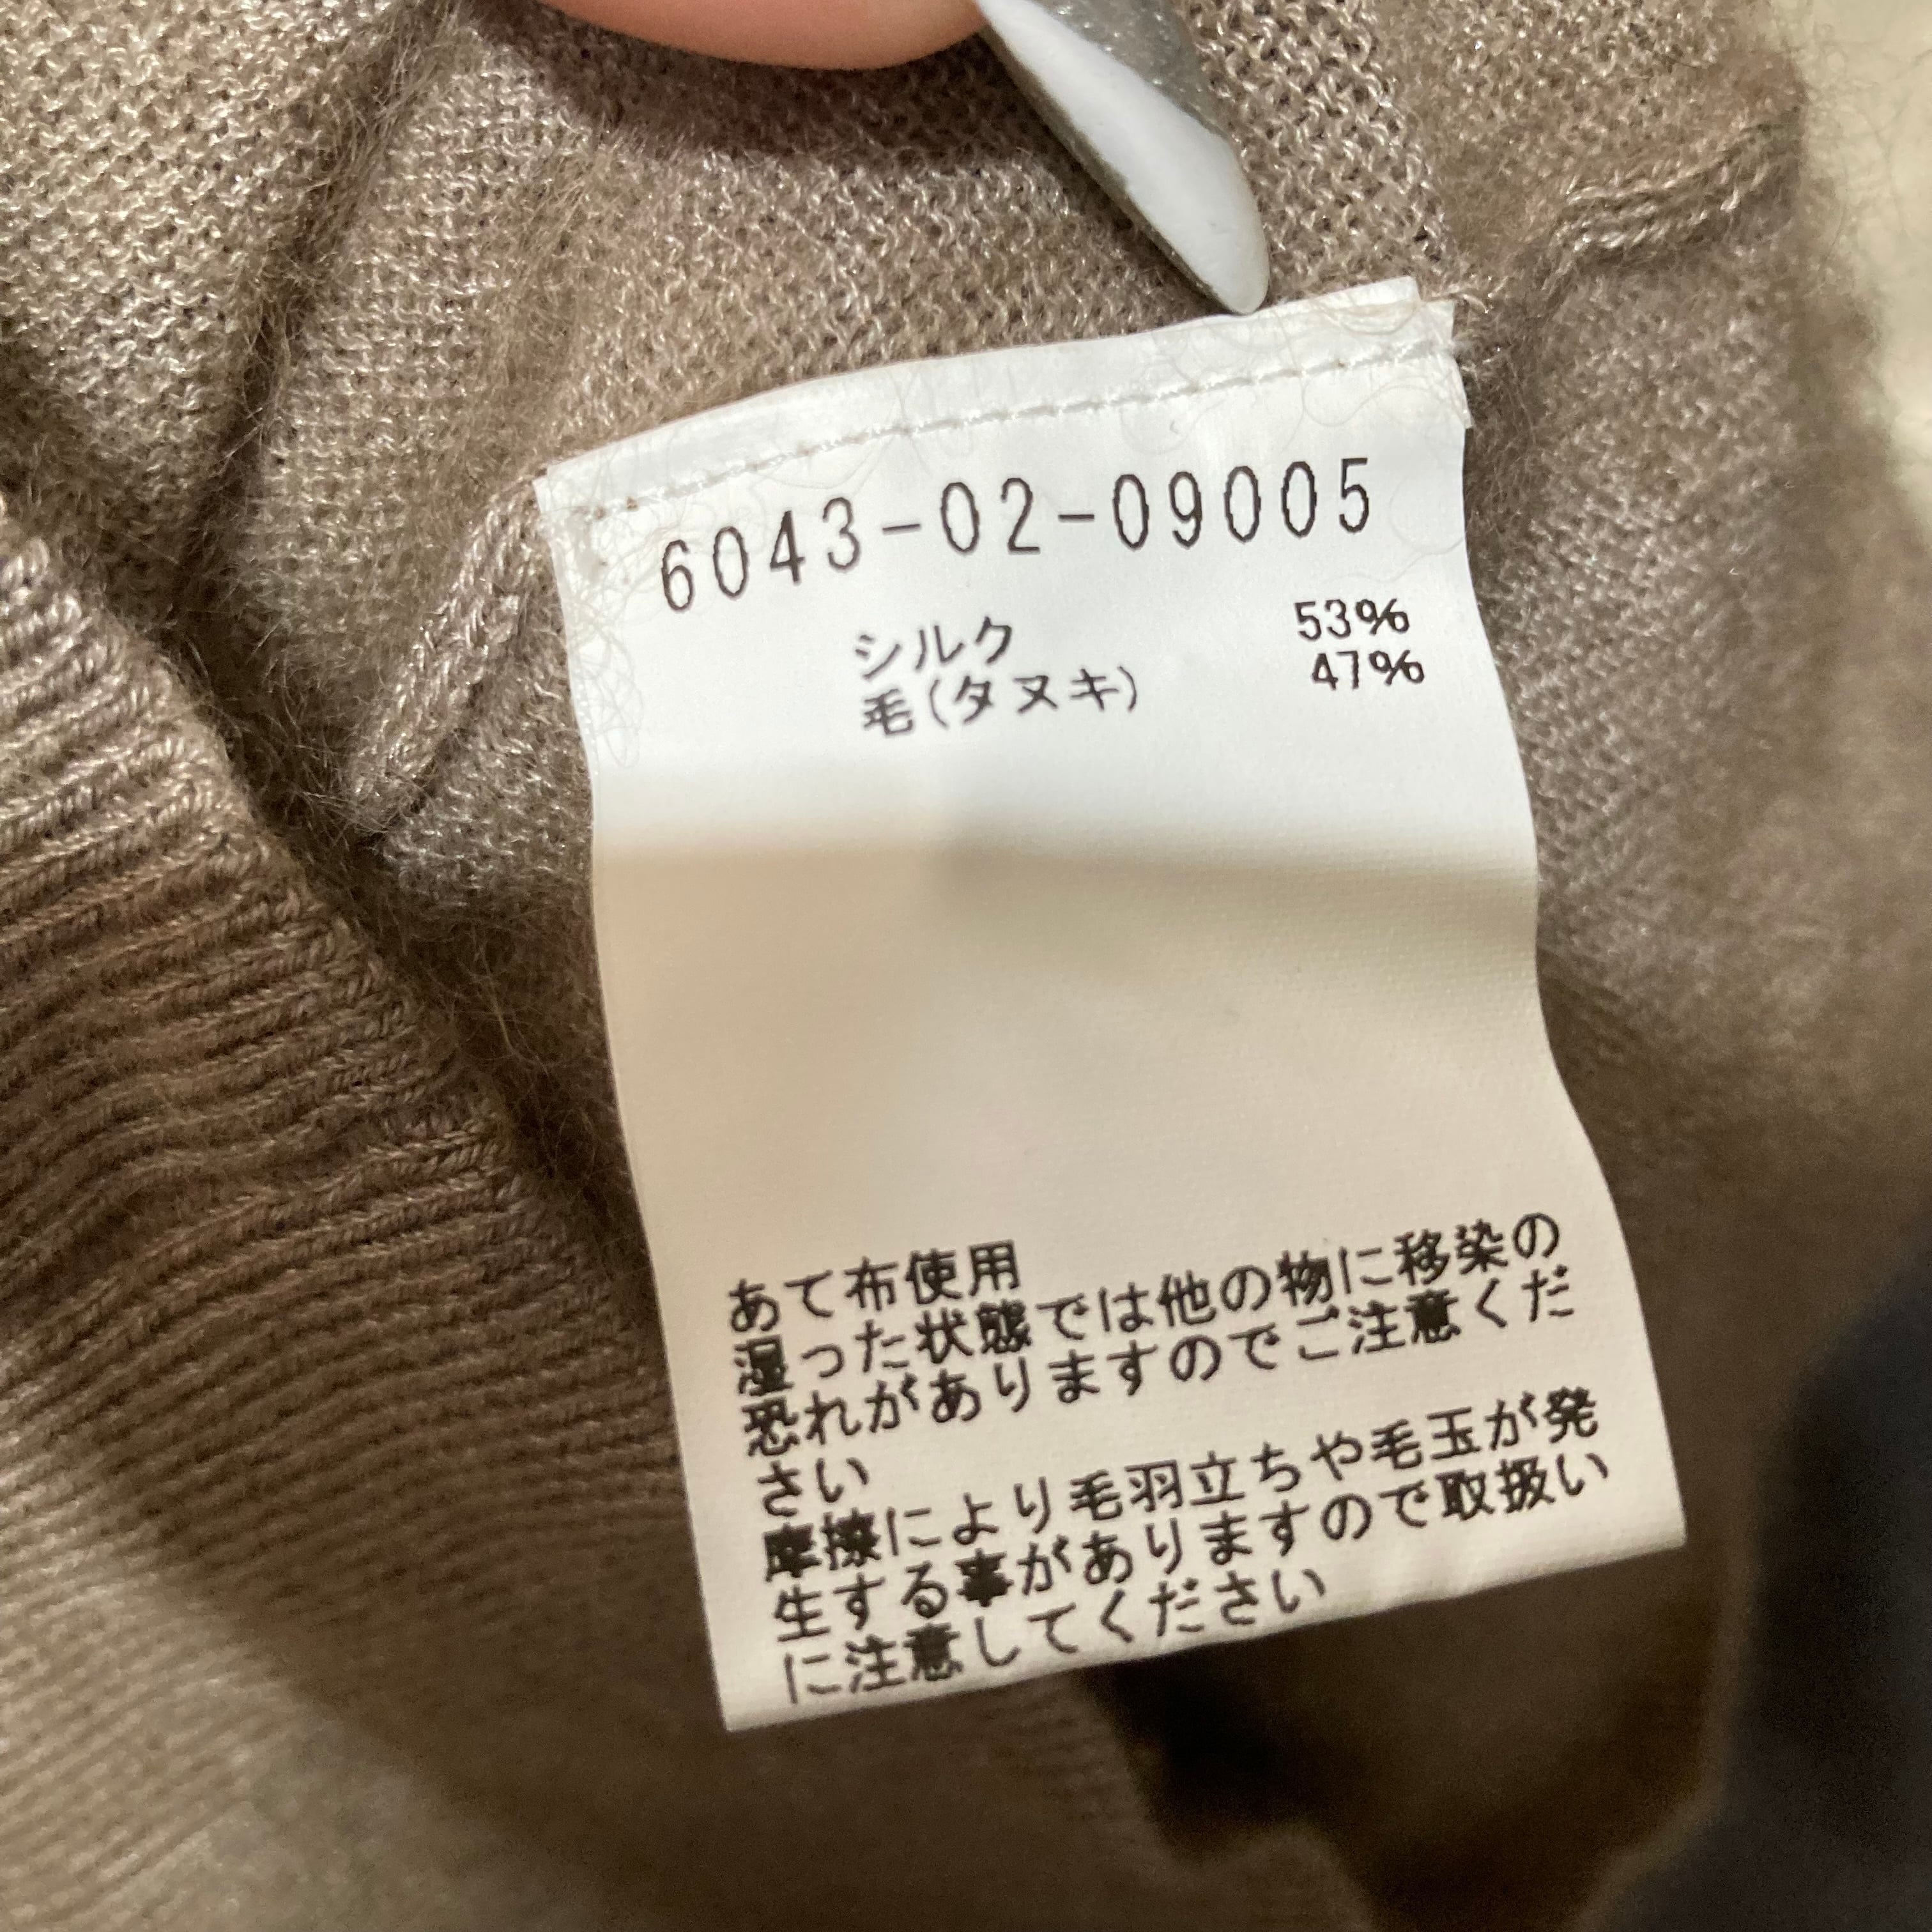 6043-02-09005
シルク 53%
毛(タヌキ) 47%
あて布使用
湿った状態では他の物に移染の
恐れがありますのでご注意くだ
さい
摩擦により毛羽立ちや毛玉が発
生する事がありますので取扱い
に注意してください